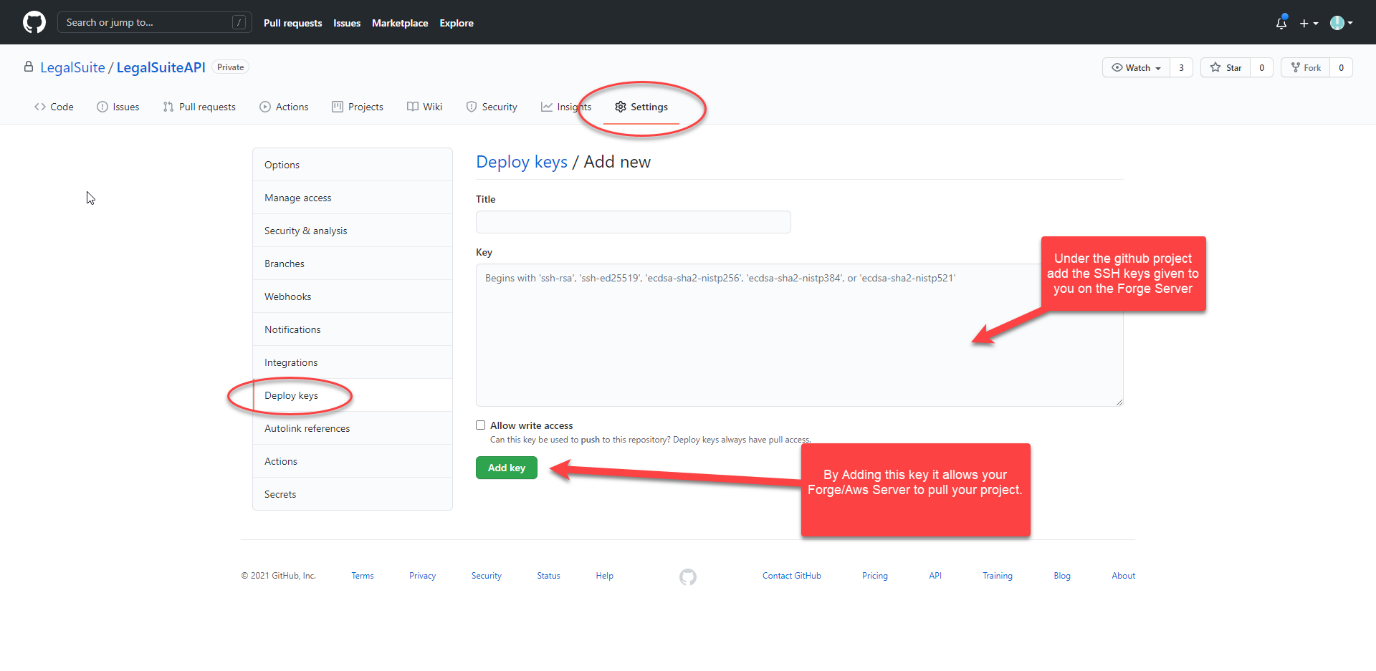 Search or jump to... /
Pull requests Issues Marketplace Explore
LegalSuite / LegalSuiteAPI Private
Watch 3 Star 0 Fork 0
Code Issues Pull requests Actions Projects Wiki Security Insights Settings
Options
Manage access
Security & analysis
Branches
Webhooks
Notifications
Integrations
Deploy keys
Autolink references
Actions
Secrets
Deploy keys / Add new
Title
Key
Begins with 'ssh-rsa', 'ssh-ed25519', 'ecdsa-sha2-nistp256', 'ecdsa-sha2-nistp384', or 'ecdsa-sha2-nistp521'
Under the github project
add the SSH keys given to
you on the Forge Server
Allow write access
Can this key be used to push to this repository? Deploy keys always have pull access.
Add key
By Adding this key it allows your
Forge/Aws Server to pull your project.
© 2021 GitHub, Inc. Terms Privacy Security Status Help Contact GitHub Pricing API Training Blog About